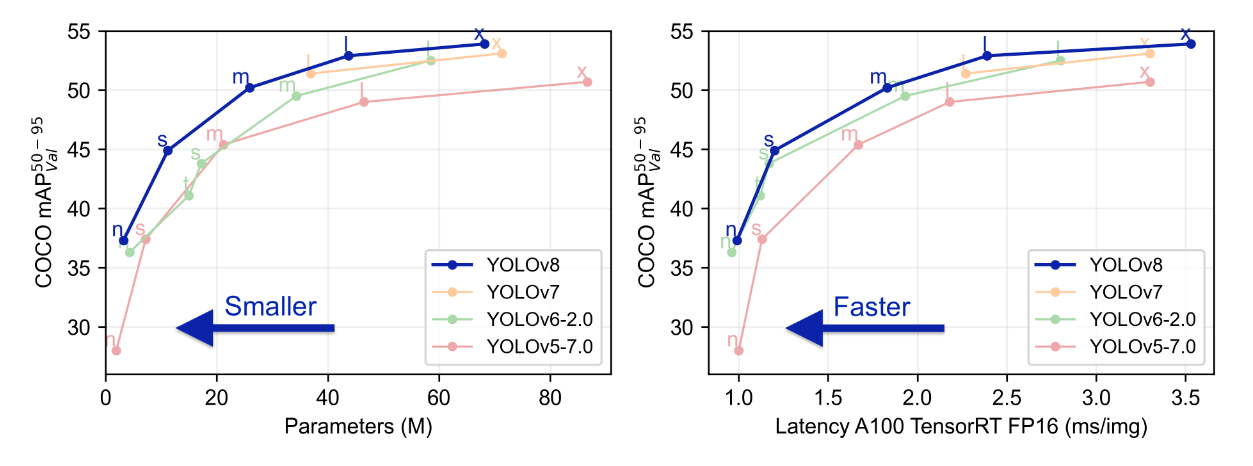 55
50
45
40
35
30
COCO mAP50−95 Val
0
20
40
60
80
Parameters (M)
n
s
m
l
x
l
x
n
t
s
m
l
n
s
m
l
x
Smaller
YOLOv8
YOLOv7
YOLOv6-2.0
YOLOv5-7.0
55
50
45
40
35
30
COCO mAP50−95 Val
1.0
1.5
2.0
2.5
3.0
3.5
Latency A100 TensorRT FP16 (ms/img)
n
s
m
l
x
l
x
n
t
s
m
l
n
s
m
l
x
Faster
YOLOv8
YOLOv7
YOLOv6-2.0
YOLOv5-7.0